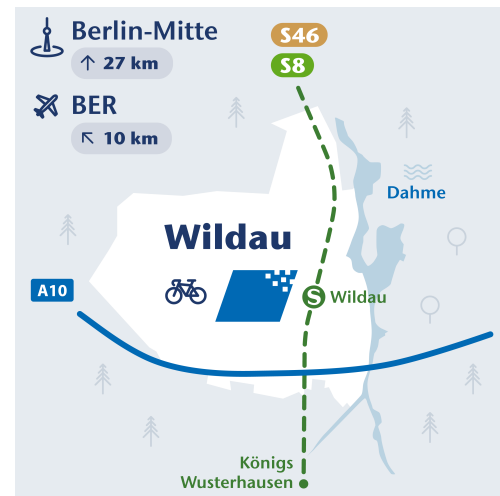 Berlin-Mitte
↑ 27 km
BER
↖ 10 km
S46
S8
Dahme
Wildau
A10
S Wildau
Königs
Wusterhausen